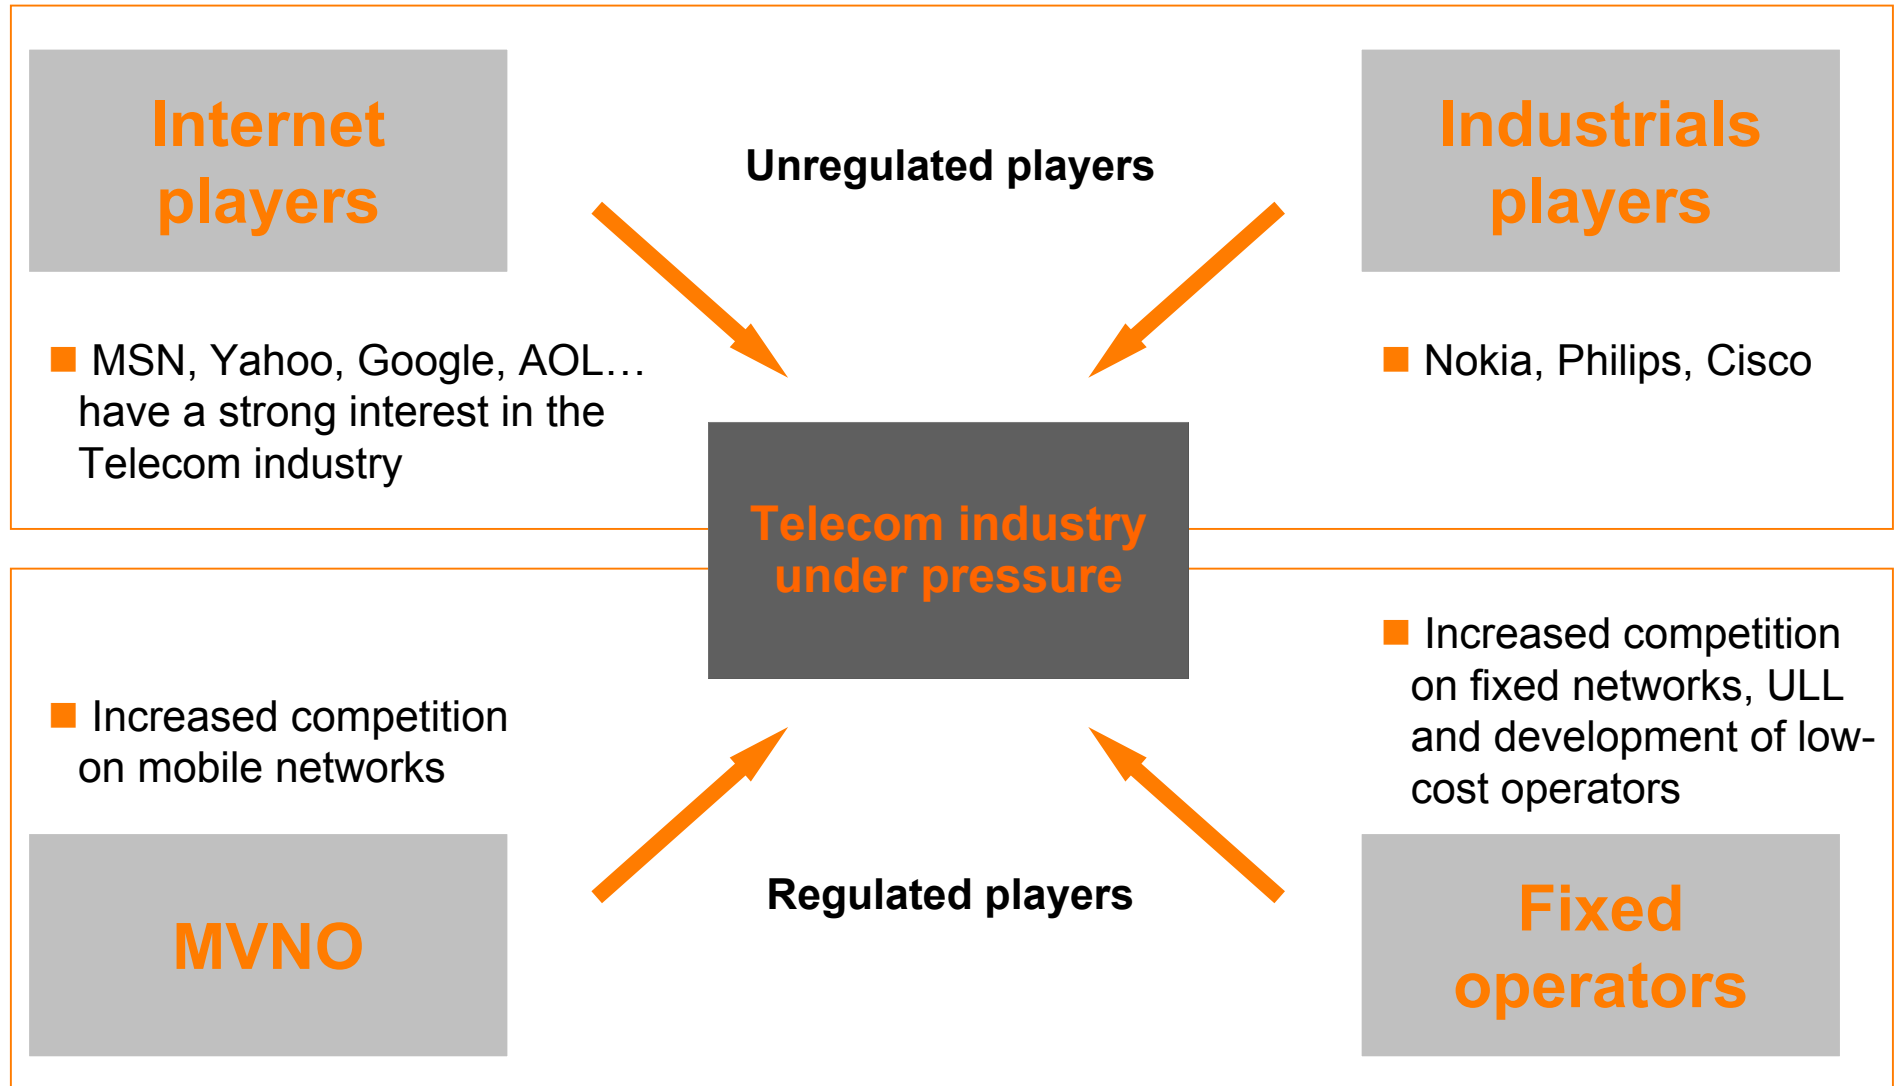 Internet
players
Unregulated players
Industrials
players
MSN, Yahoo, Google, AOL…
have a strong interest in the
Telecom industry
Nokia, Philips, Cisco
Telecom industry
under pressure
Increased competition
on mobile networks
Increased competition
on fixed networks, ULL
and development of low-
cost operators
MVNO
Regulated players
Fixed
operators